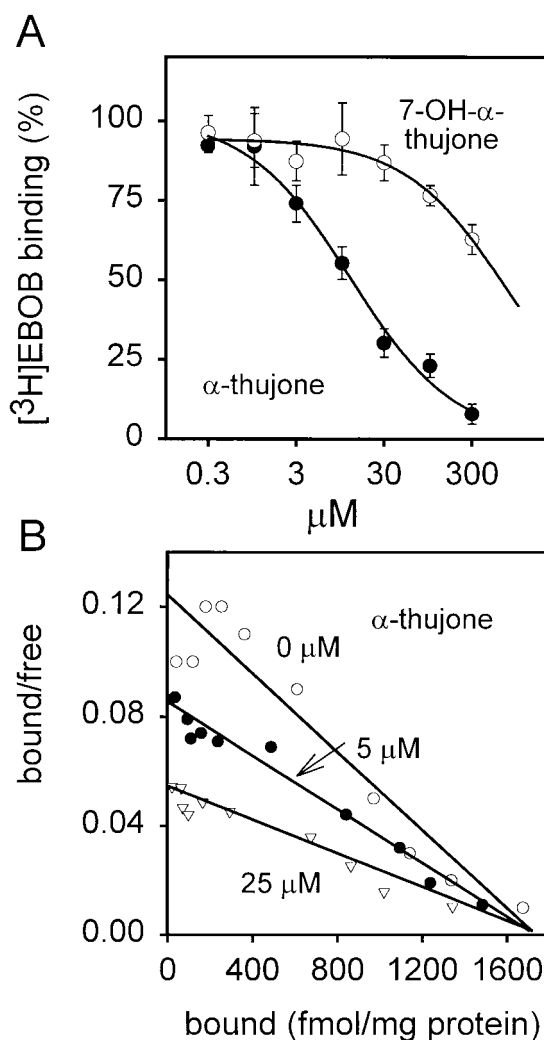 A
[³H]EBOB binding (%)
100
75
50
25
0
7-OH-α-
thujone
α-thujone
0.3
3
30
300
μM
B
bound/free
0.12
0.08
0.04
0.00
α-thujone
0 μM
5 μM
25 μM
0
400
800
1200
1600
bound (fmol/mg protein)